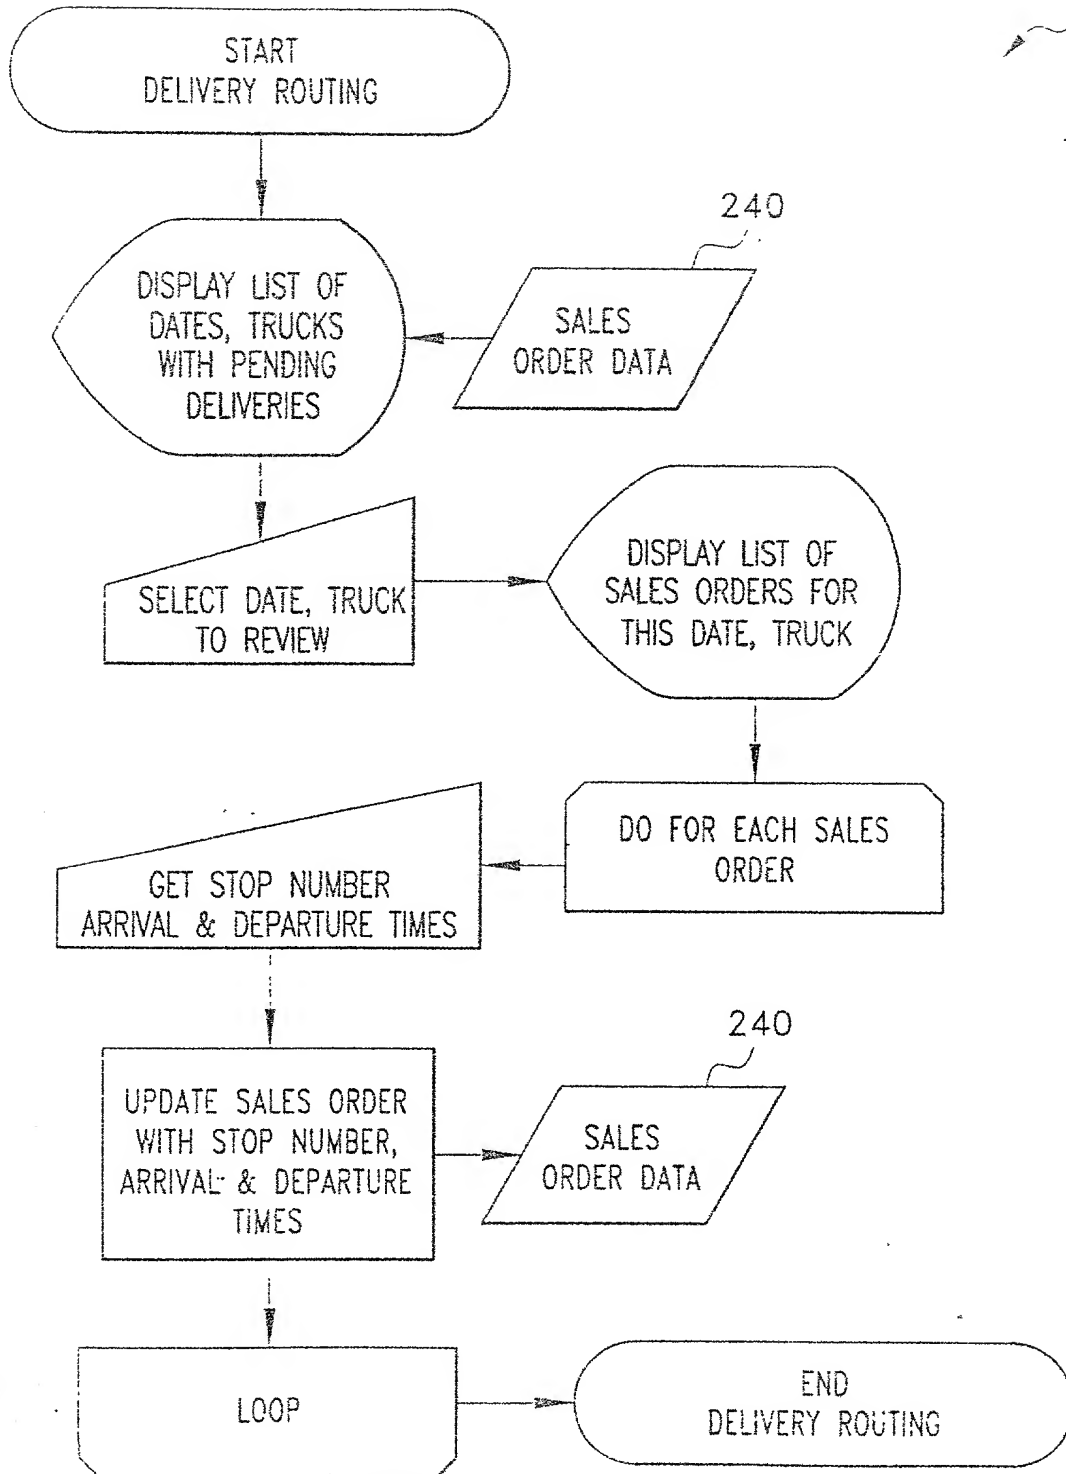 START
DELIVERY ROUTING
240
DISPLAY LIST OF
DATES, TRUCKS
WITH PENDING
DELIVERIES
SALES
ORDER DATA
SELECT DATE, TRUCK
TO REVIEW
DISPLAY LIST OF
SALES ORDERS FOR
THIS DATE, TRUCK
DO FOR EACH SALES
ORDER
GET STOP NUMBER
ARRIVAL & DEPARTURE TIMES
240
UPDATE SALES ORDER
WITH STOP NUMBER,
ARRIVAL & DEPARTURE
TIMES
SALES
ORDER DATA
LOOP
END
DELIVERY ROUTING